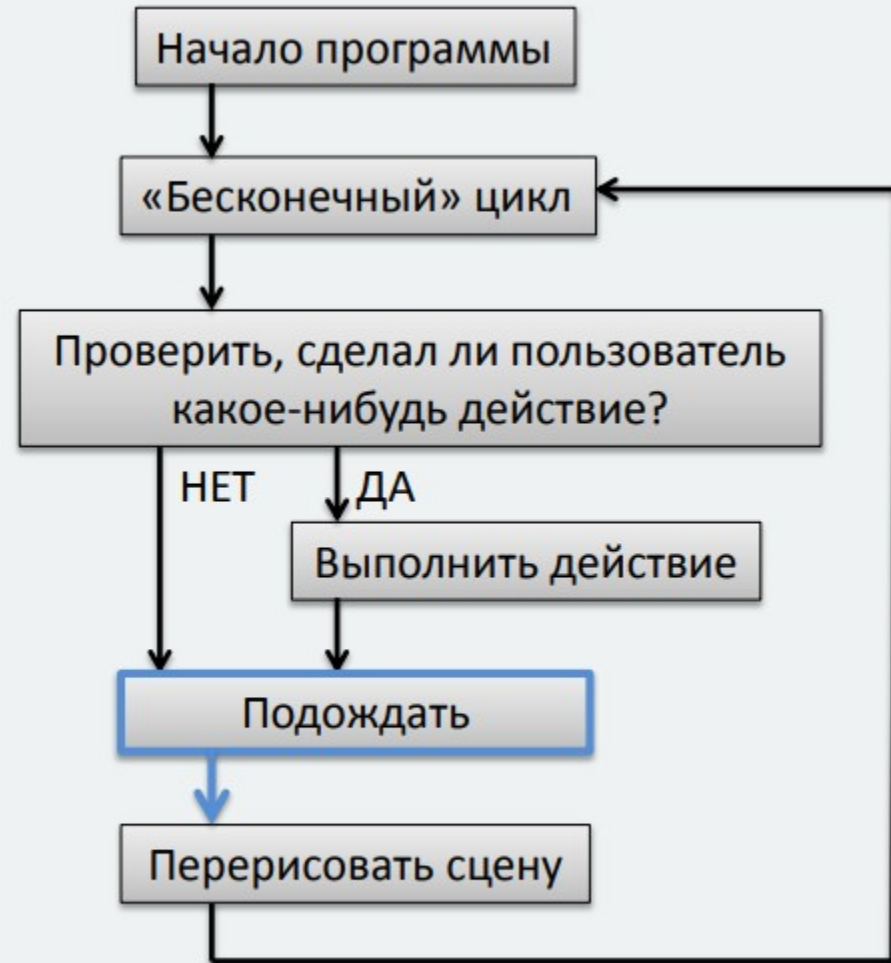 Начало программы
«Бесконечный» цикл
Проверить, сделал ли пользователь
какое-нибудь действие?
НЕТ
ДА
Выполнить действие
Подождать
Перерисовать сцену